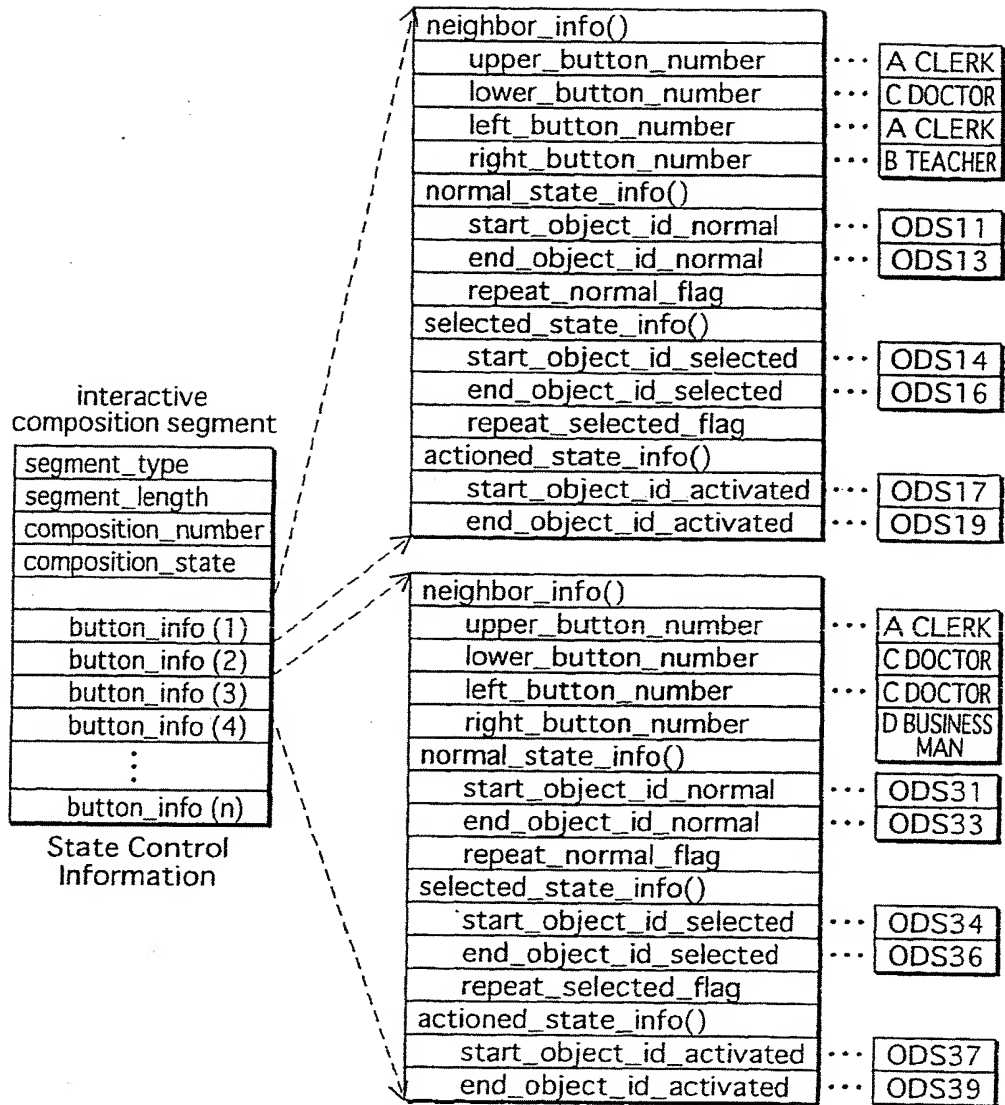 interactive
composition segment
segment_type
segment_length
composition_number
composition_state
button_info (1)
button_info (2)
button_info (3)
button_info (4)
⋮
button_info (n)
State Control
Information
neighbor_info()
upper_button_number ··· A CLERK
lower_button_number ··· C DOCTOR
left_button_number ··· A CLERK
right_button_number ··· B TEACHER
normal_state_info()
start_object_id_normal ··· ODS11
end_object_id_normal ··· ODS13
repeat_normal_flag
selected_state_info()
start_object_id_selected ··· ODS14
end_object_id_selected ··· ODS16
repeat_selected_flag
actioned_state_info()
start_object_id_activated ··· ODS17
end_object_id_activated ··· ODS19
neighbor_info()
upper_button_number ··· A CLERK
lower_button_number C DOCTOR
left_button_number ··· C DOCTOR
right_button_number D BUSINESS
MAN
normal_state_info()
start_object_id_normal ··· ODS31
end_object_id_normal ··· ODS33
repeat_normal_flag
selected_state_info()
start_object_id_selected ··· ODS34
end_object_id_selected ··· ODS36
repeat_selected_flag
actioned_state_info()
start_object_id_activated ··· ODS37
end_object_id_activated ··· ODS39